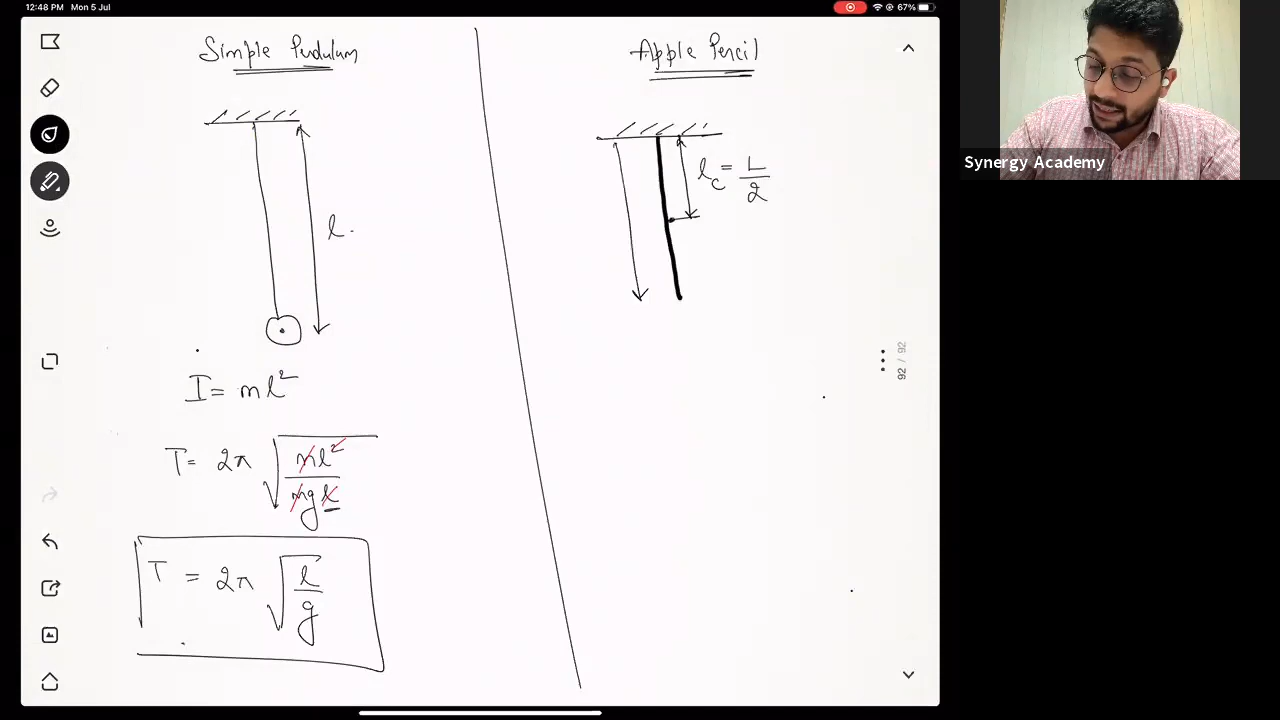 12:48 PM Mon 5 Jul
67%
Simple Pendulum
l.
I = ml²
T = 2π √(ml²/mgl)
T = 2π √(l/g)
Apple Pencil
l_c = L/2
92 / 92
Synergy Academy